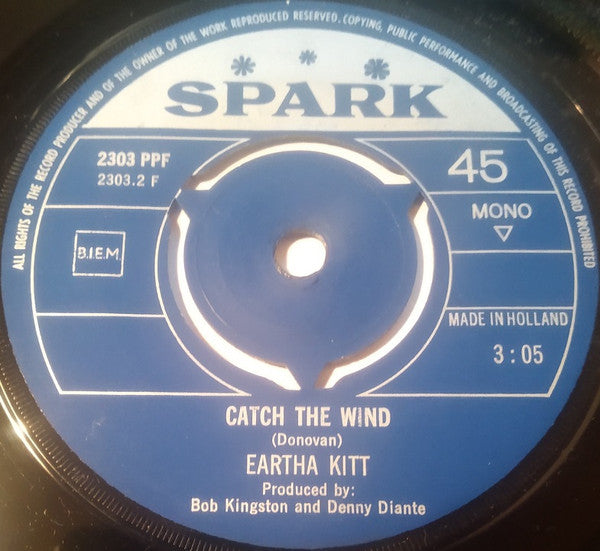 ALL RIGHTS OF THE RECORD PRODUCER AND OF THE OWNER OF THE WORK REPRODUCED RESERVED. COPYING, PUBLIC PERFORMANCE AND BROADCASTING OF THIS RECORD PROHIBITED
SPARK
2303 PPF
2303.2 F
45
MONO
B.I.E.M.
MADE IN HOLLAND
3:05
CATCH THE WIND
(Donovan)
EARTHA KITT
Produced by:
Bob Kingston and Denny Diante